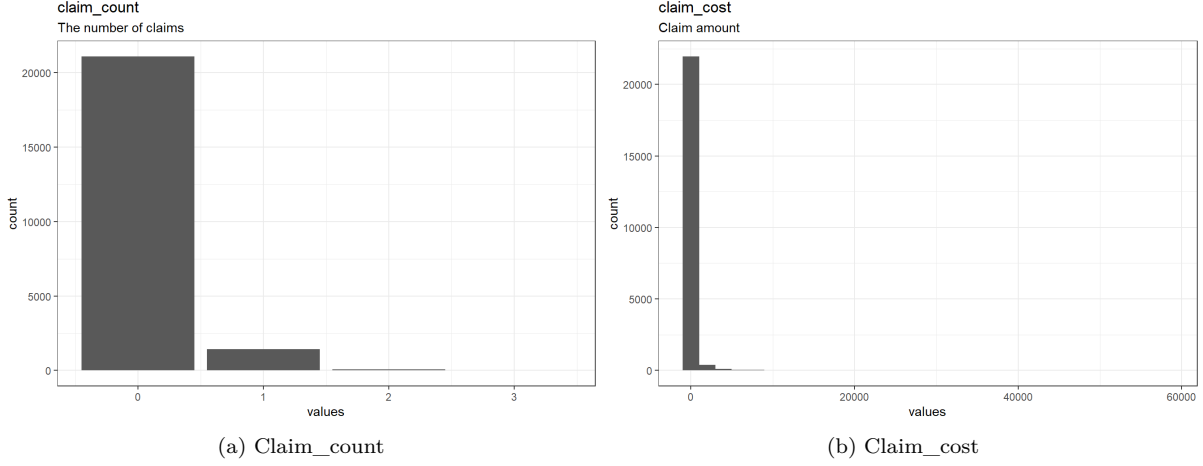 claim_count
The number of claims
count
20000
15000
10000
5000
0
0 1 2 3
values
(a) Claim_count
claim_cost
Claim amount
count
20000
15000
10000
5000
0
0 20000 40000 60000
values
(b) Claim_cost